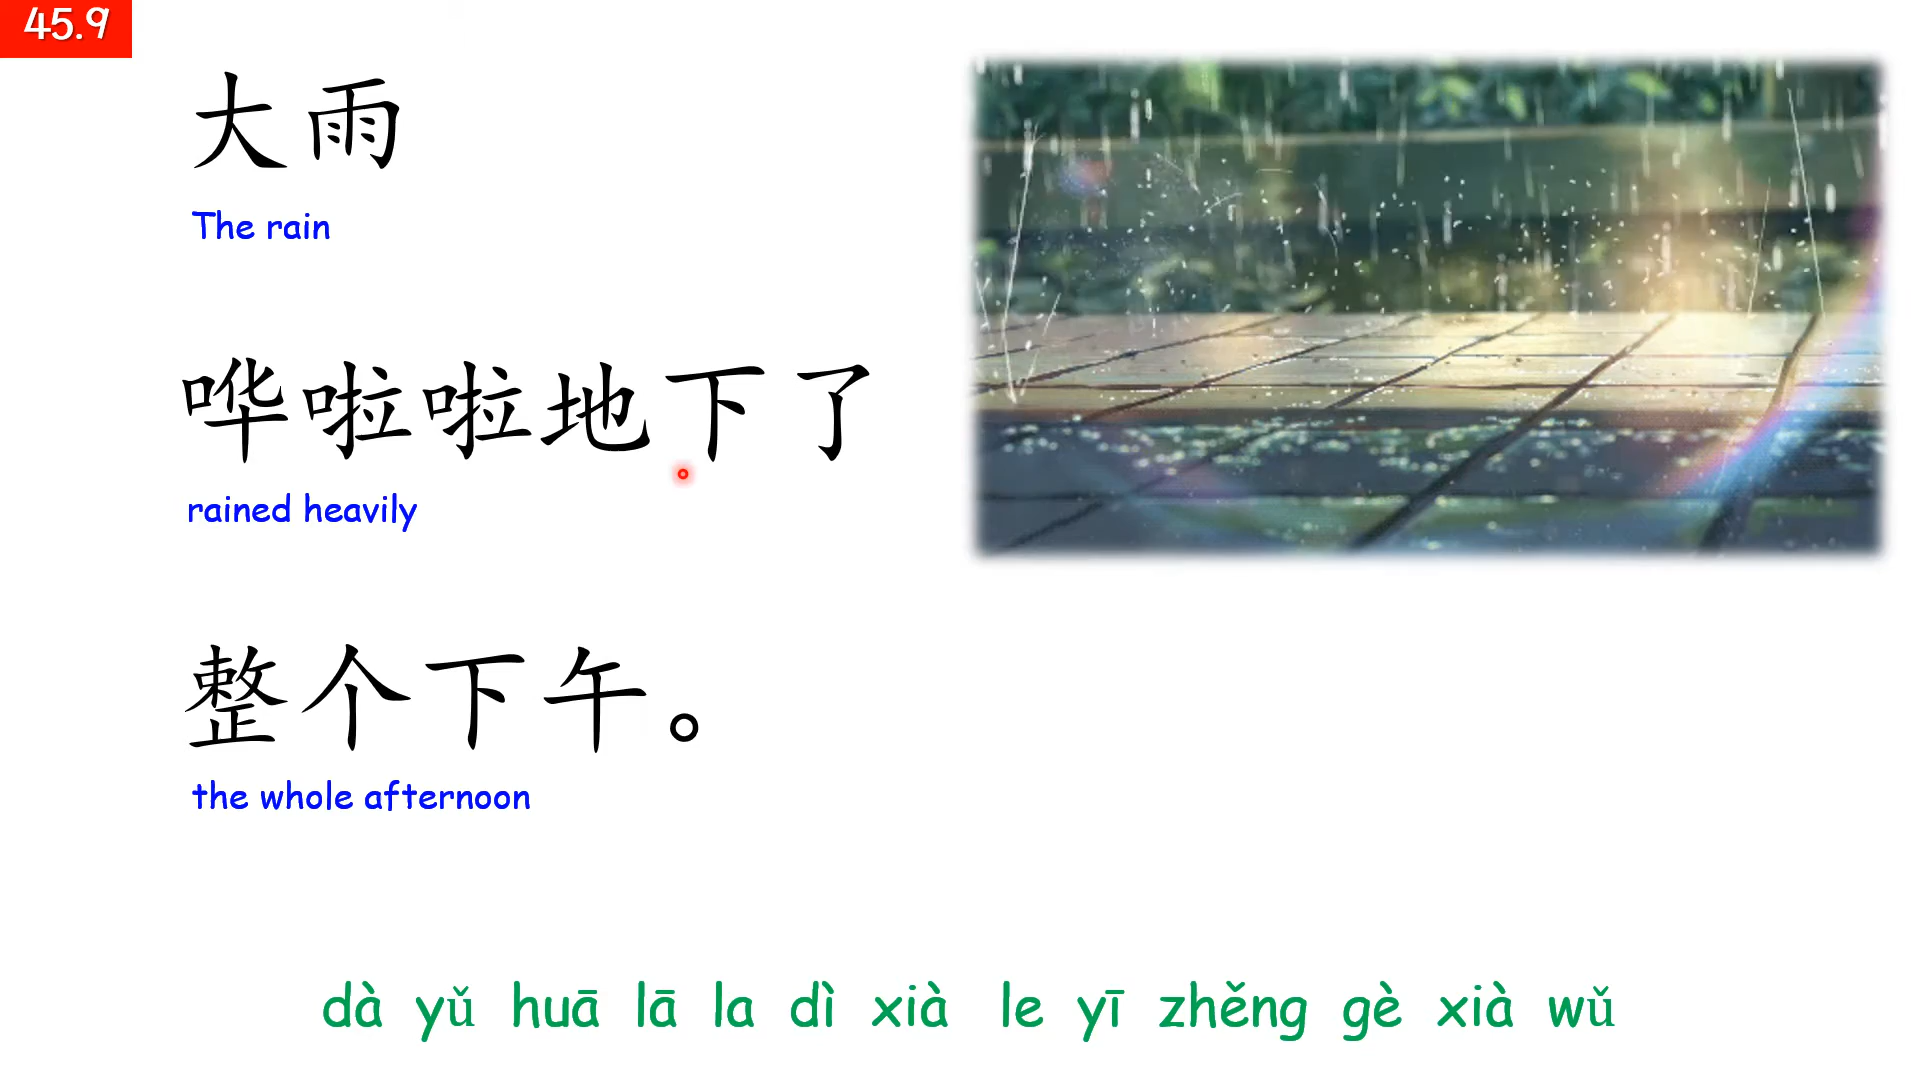 45.9
大雨
The rain
哗啦啦地下了
rained heavily
整个下午。
the whole afternoon
dà yǔ huā lā la dì xià le yī zhěng gè xià wǔ